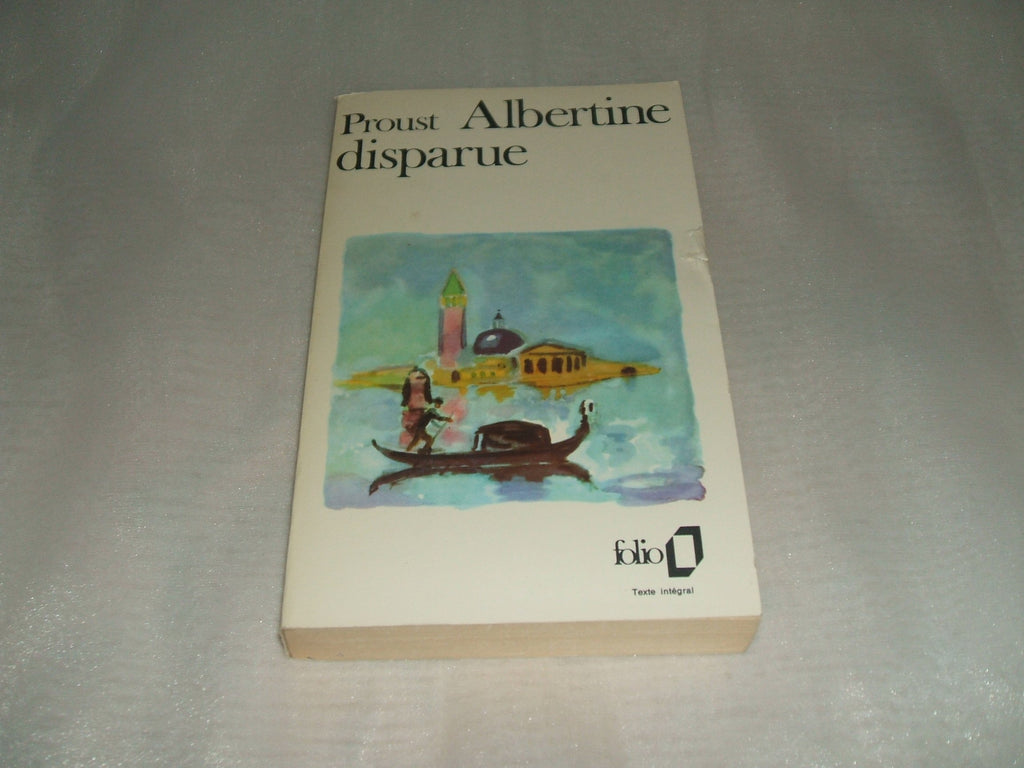 Proust Albertine
disparue
folio
Texte intégral